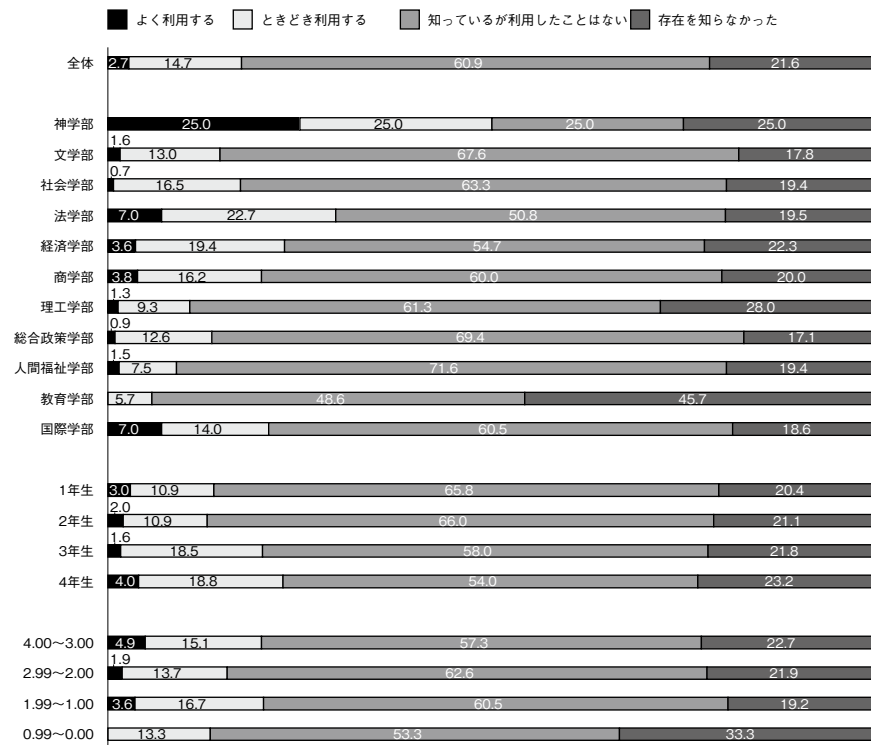 よく利用する ときどき利用する 知っているが利用したことはない 存在を知らなかった
全体 2.7 14.7 60.9 21.6
神学部 25.0 25.0 25.0 25.0
文学部 1.6 13.0 67.6 17.8
社会学部 0.7 16.5 63.3 19.4
法学部 7.0 22.7 50.8 19.5
経済学部 3.6 19.4 54.7 22.3
商学部 3.8 16.2 60.0 20.0
理工学部 1.3 9.3 61.3 28.0
総合政策学部 0.9 12.6 69.4 17.1
人間福祉学部 1.5 7.5 71.6 19.4
教育学部 5.7 48.6 45.7
国際学部 7.0 14.0 60.5 18.6
1年生 3.0 10.9 65.8 20.4
2年生 2.0 10.9 66.0 21.1
3年生 1.6 18.5 58.0 21.8
4年生 4.0 18.8 54.0 23.2
4.00〜3.00 4.9 15.1 57.3 22.7
2.99〜2.00 1.9 13.7 62.6 21.9
1.99〜1.00 3.6 16.7 60.5 19.2
0.99〜0.00 13.3 53.3 33.3